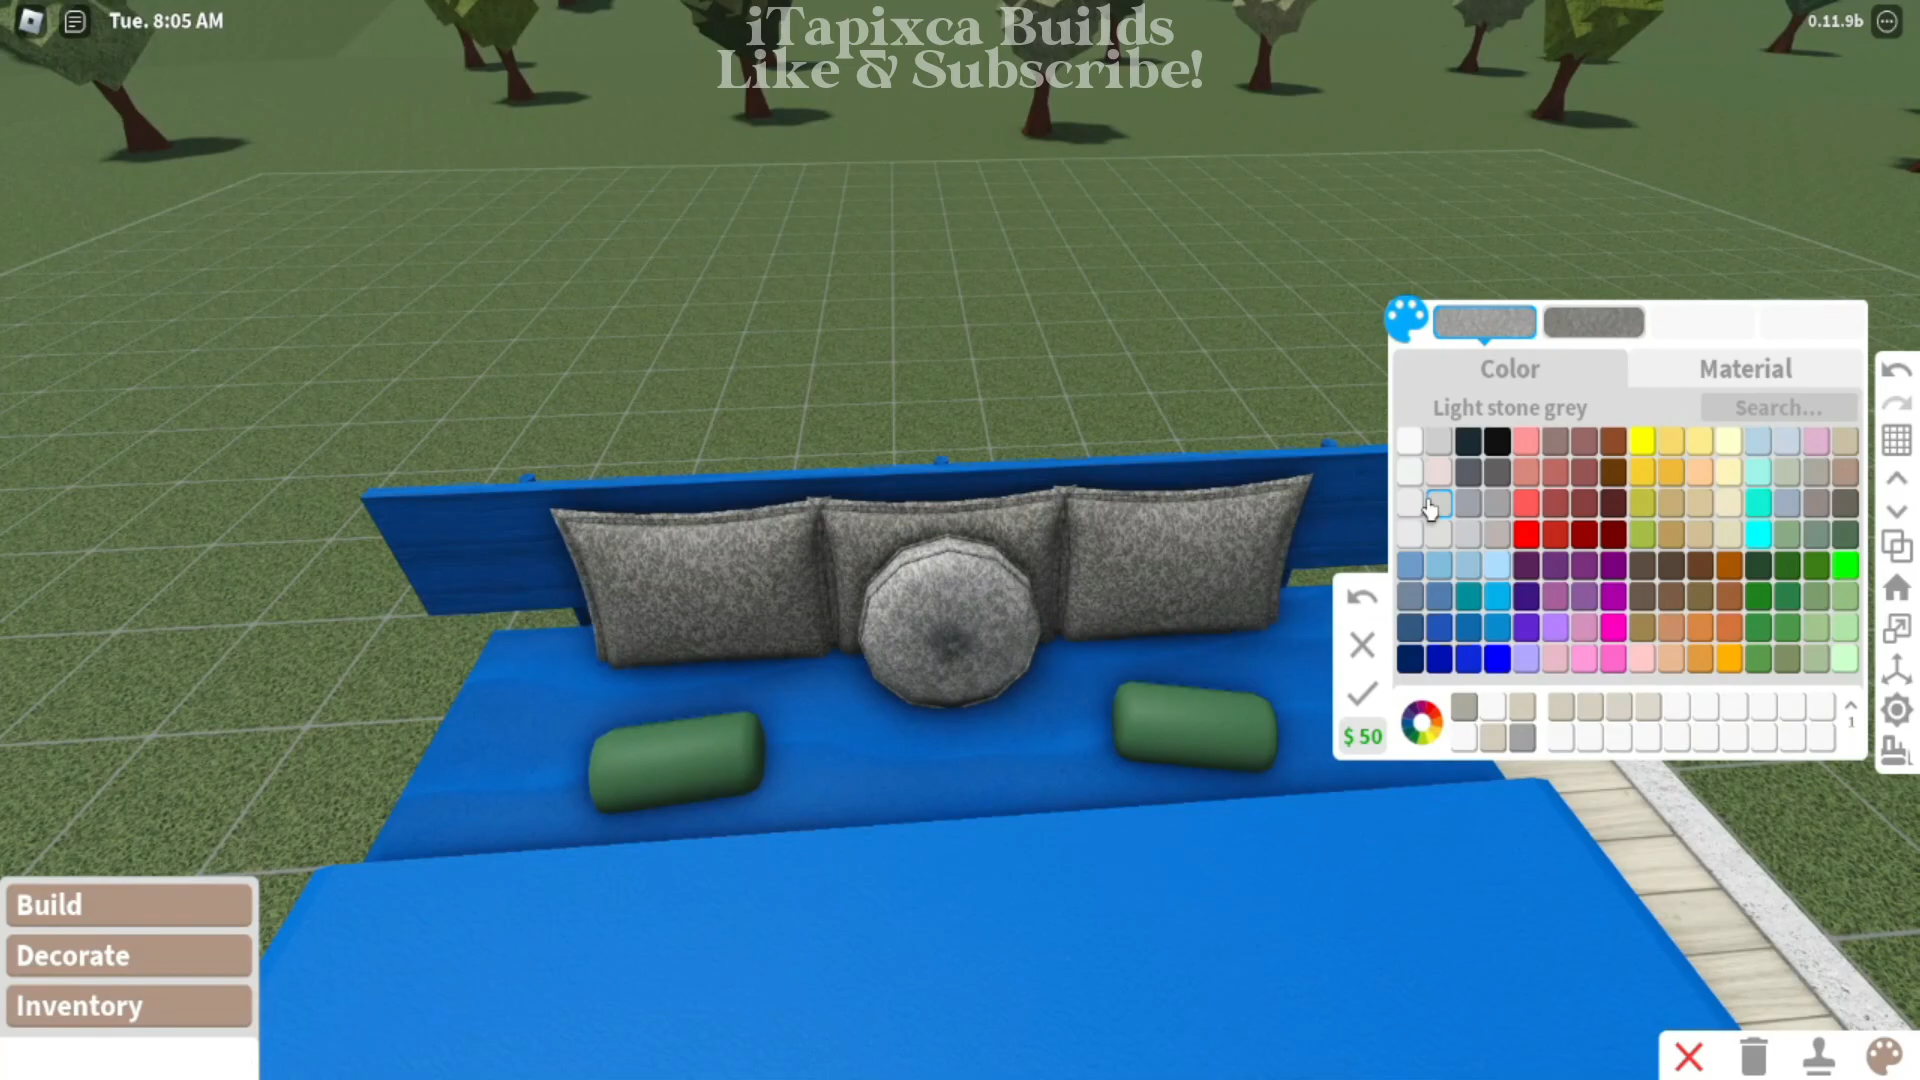 Tue. 8:05 AM
iTapixca Builds
Like & Subscribe!
0.11.9b
Color
Material
Light stone grey
Search...
1
$ 50
Build
Decorate
Inventory